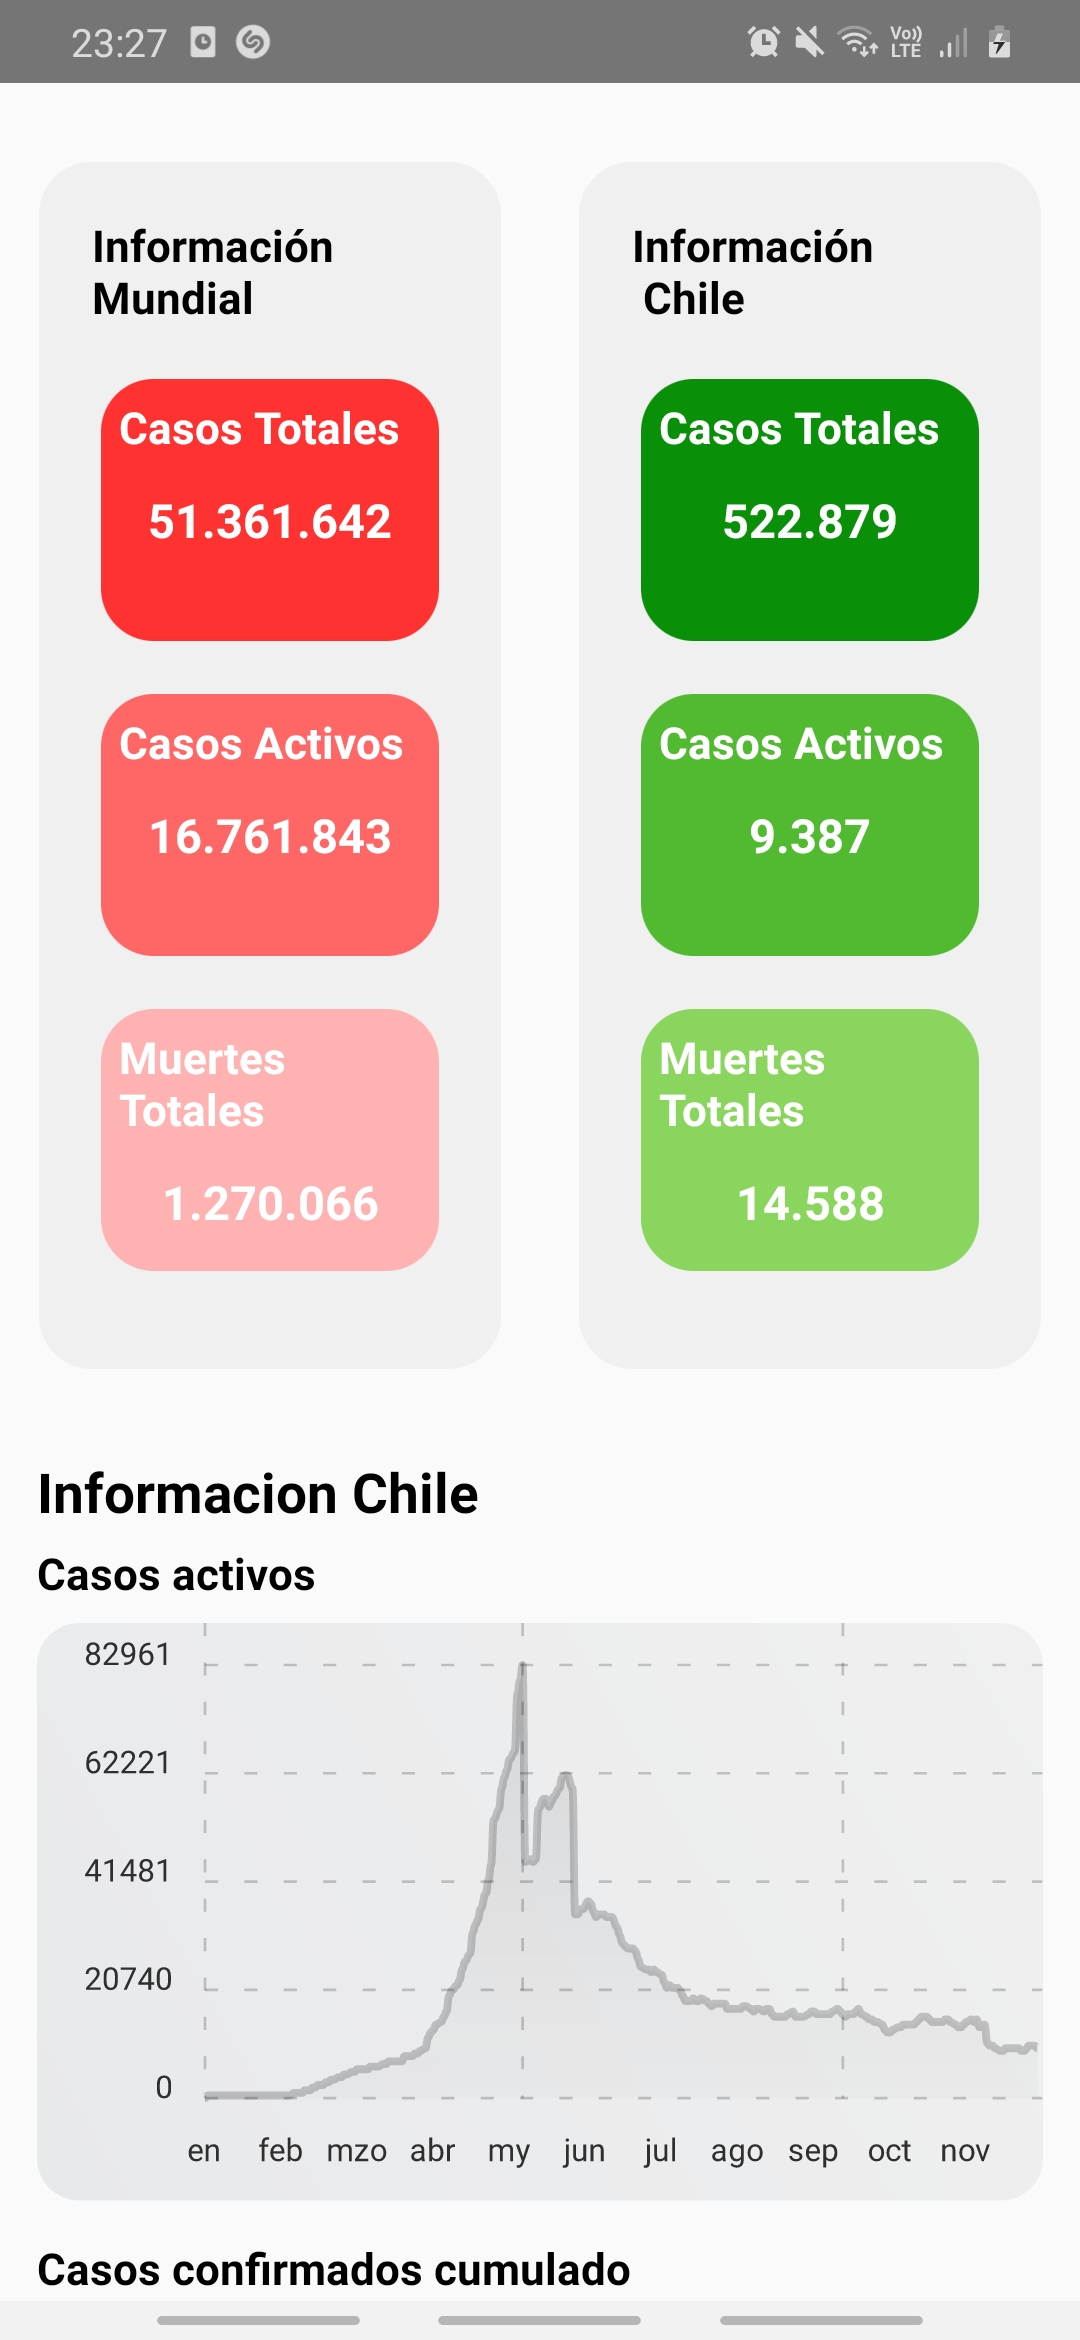 23:27
Vo))
LTE
Información
Mundial
Casos Totales
51.361.642
Casos Activos
16.761.843
Muertes
Totales
1.270.066
Información
Chile
Casos Totales
522.879
Casos Activos
9.387
Muertes
Totales
14.588
Informacion Chile
Casos activos
82961
62221
41481
20740
0
en feb mzo abr my jun jul ago sep oct nov
Casos confirmados cumulado